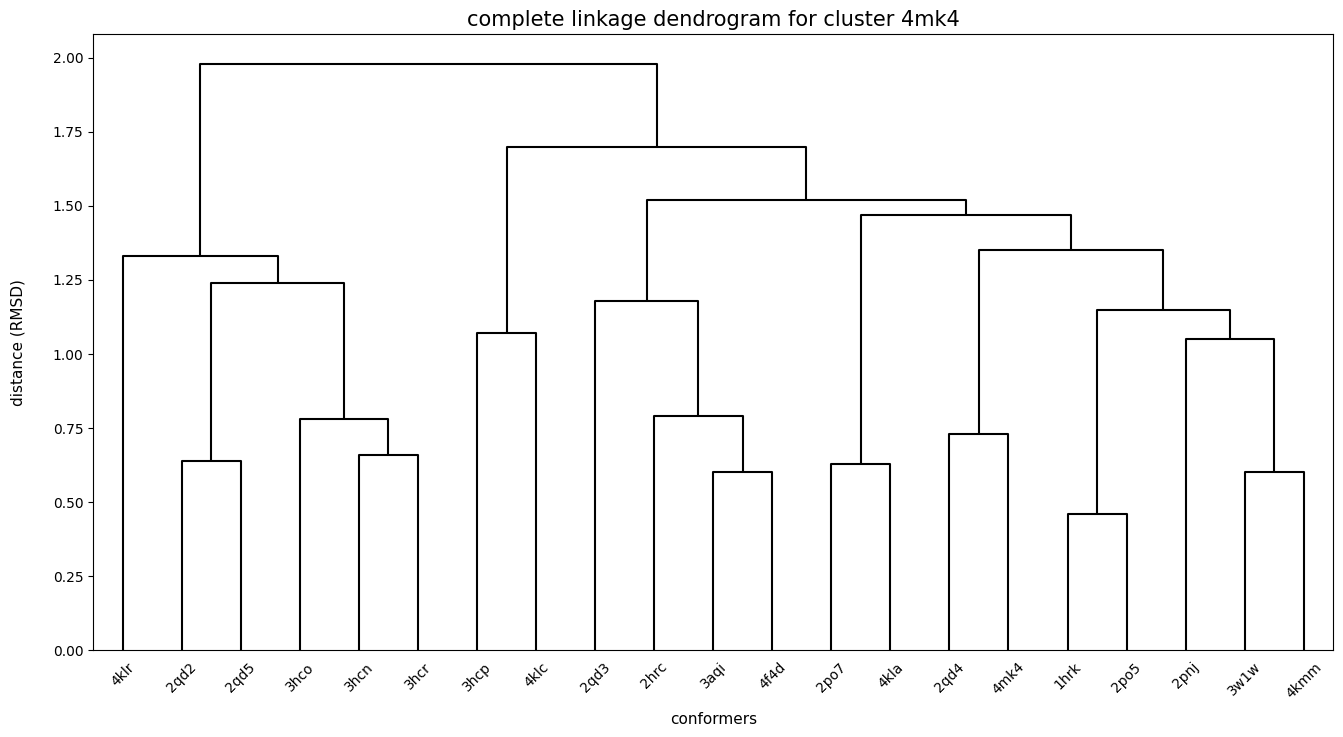 complete linkage dendrogram for cluster 4mk4
2.00
1.75
1.50
1.25
1.00
0.75
0.50
0.25
0.00
distance (RMSD)
4klr 2qd2 2qd5 3hco 3hcn 3hcr 3hcp 4klc 2qd3 2hrc 3aqi 4f4d 2po7 4kla 2qd4 4mk4 1hrk 2po5 2pnj 3w1w 4kmm
conformers